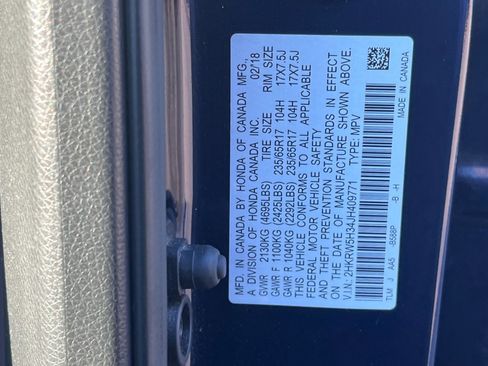 MFD. IN CANADA BY HONDA OF CANADA MFG.,
A DIVISION OF HONDA CANADA INC. 02/18
GVWR 2130KG (4695LBS) TIRE SIZE RIM SIZE
GAWR F 1100KG (2425LBS) 235/65R17 104H 17X7.5J
GAWR R 1040KG (2292LBS) 235/65R17 104H 17X7.5J
THIS VEHICLE CONFORMS TO ALL APPLICABLE
FEDERAL MOTOR VEHICLE SAFETY
AND THEFT PREVENTION STANDARDS IN EFFECT
ON THE DATE OF MANUFACTURE SHOWN ABOVE.
V.I.N.: 2HKRW5H34JH409771 TYPE: MPV
TLM J AA5 -B598P -B -H
MADE IN CANADA